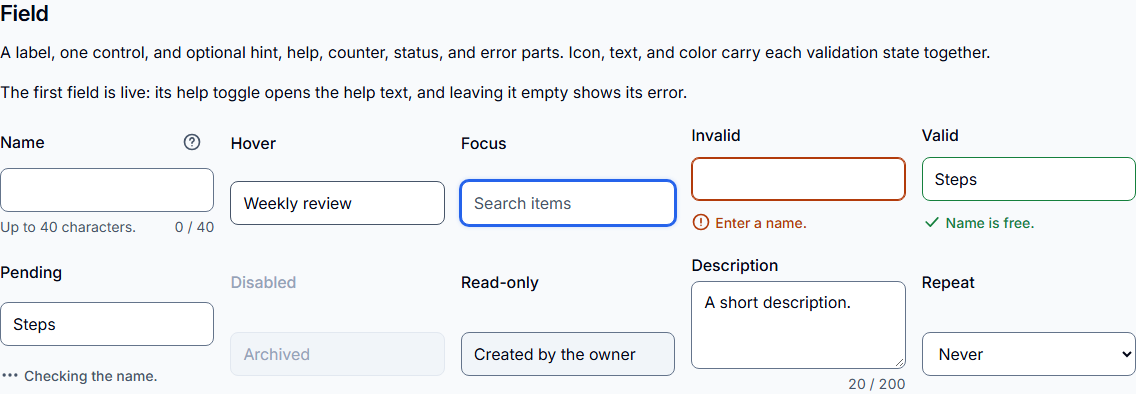 Field
A label, one control, and optional hint, help, counter, status, and error parts. Icon, text, and color carry each validation state together.
The first field is live: its help toggle opens the help text, and leaving it empty shows its error.
Name
Up to 40 characters. 0 / 40
Hover
Weekly review
Focus
Search items
Invalid
Enter a name.
Valid
Steps
Name is free.
Pending
Steps
Checking the name.
Disabled
Archived
Read-only
Created by the owner
Description
A short description.
20 / 200
Repeat
Never